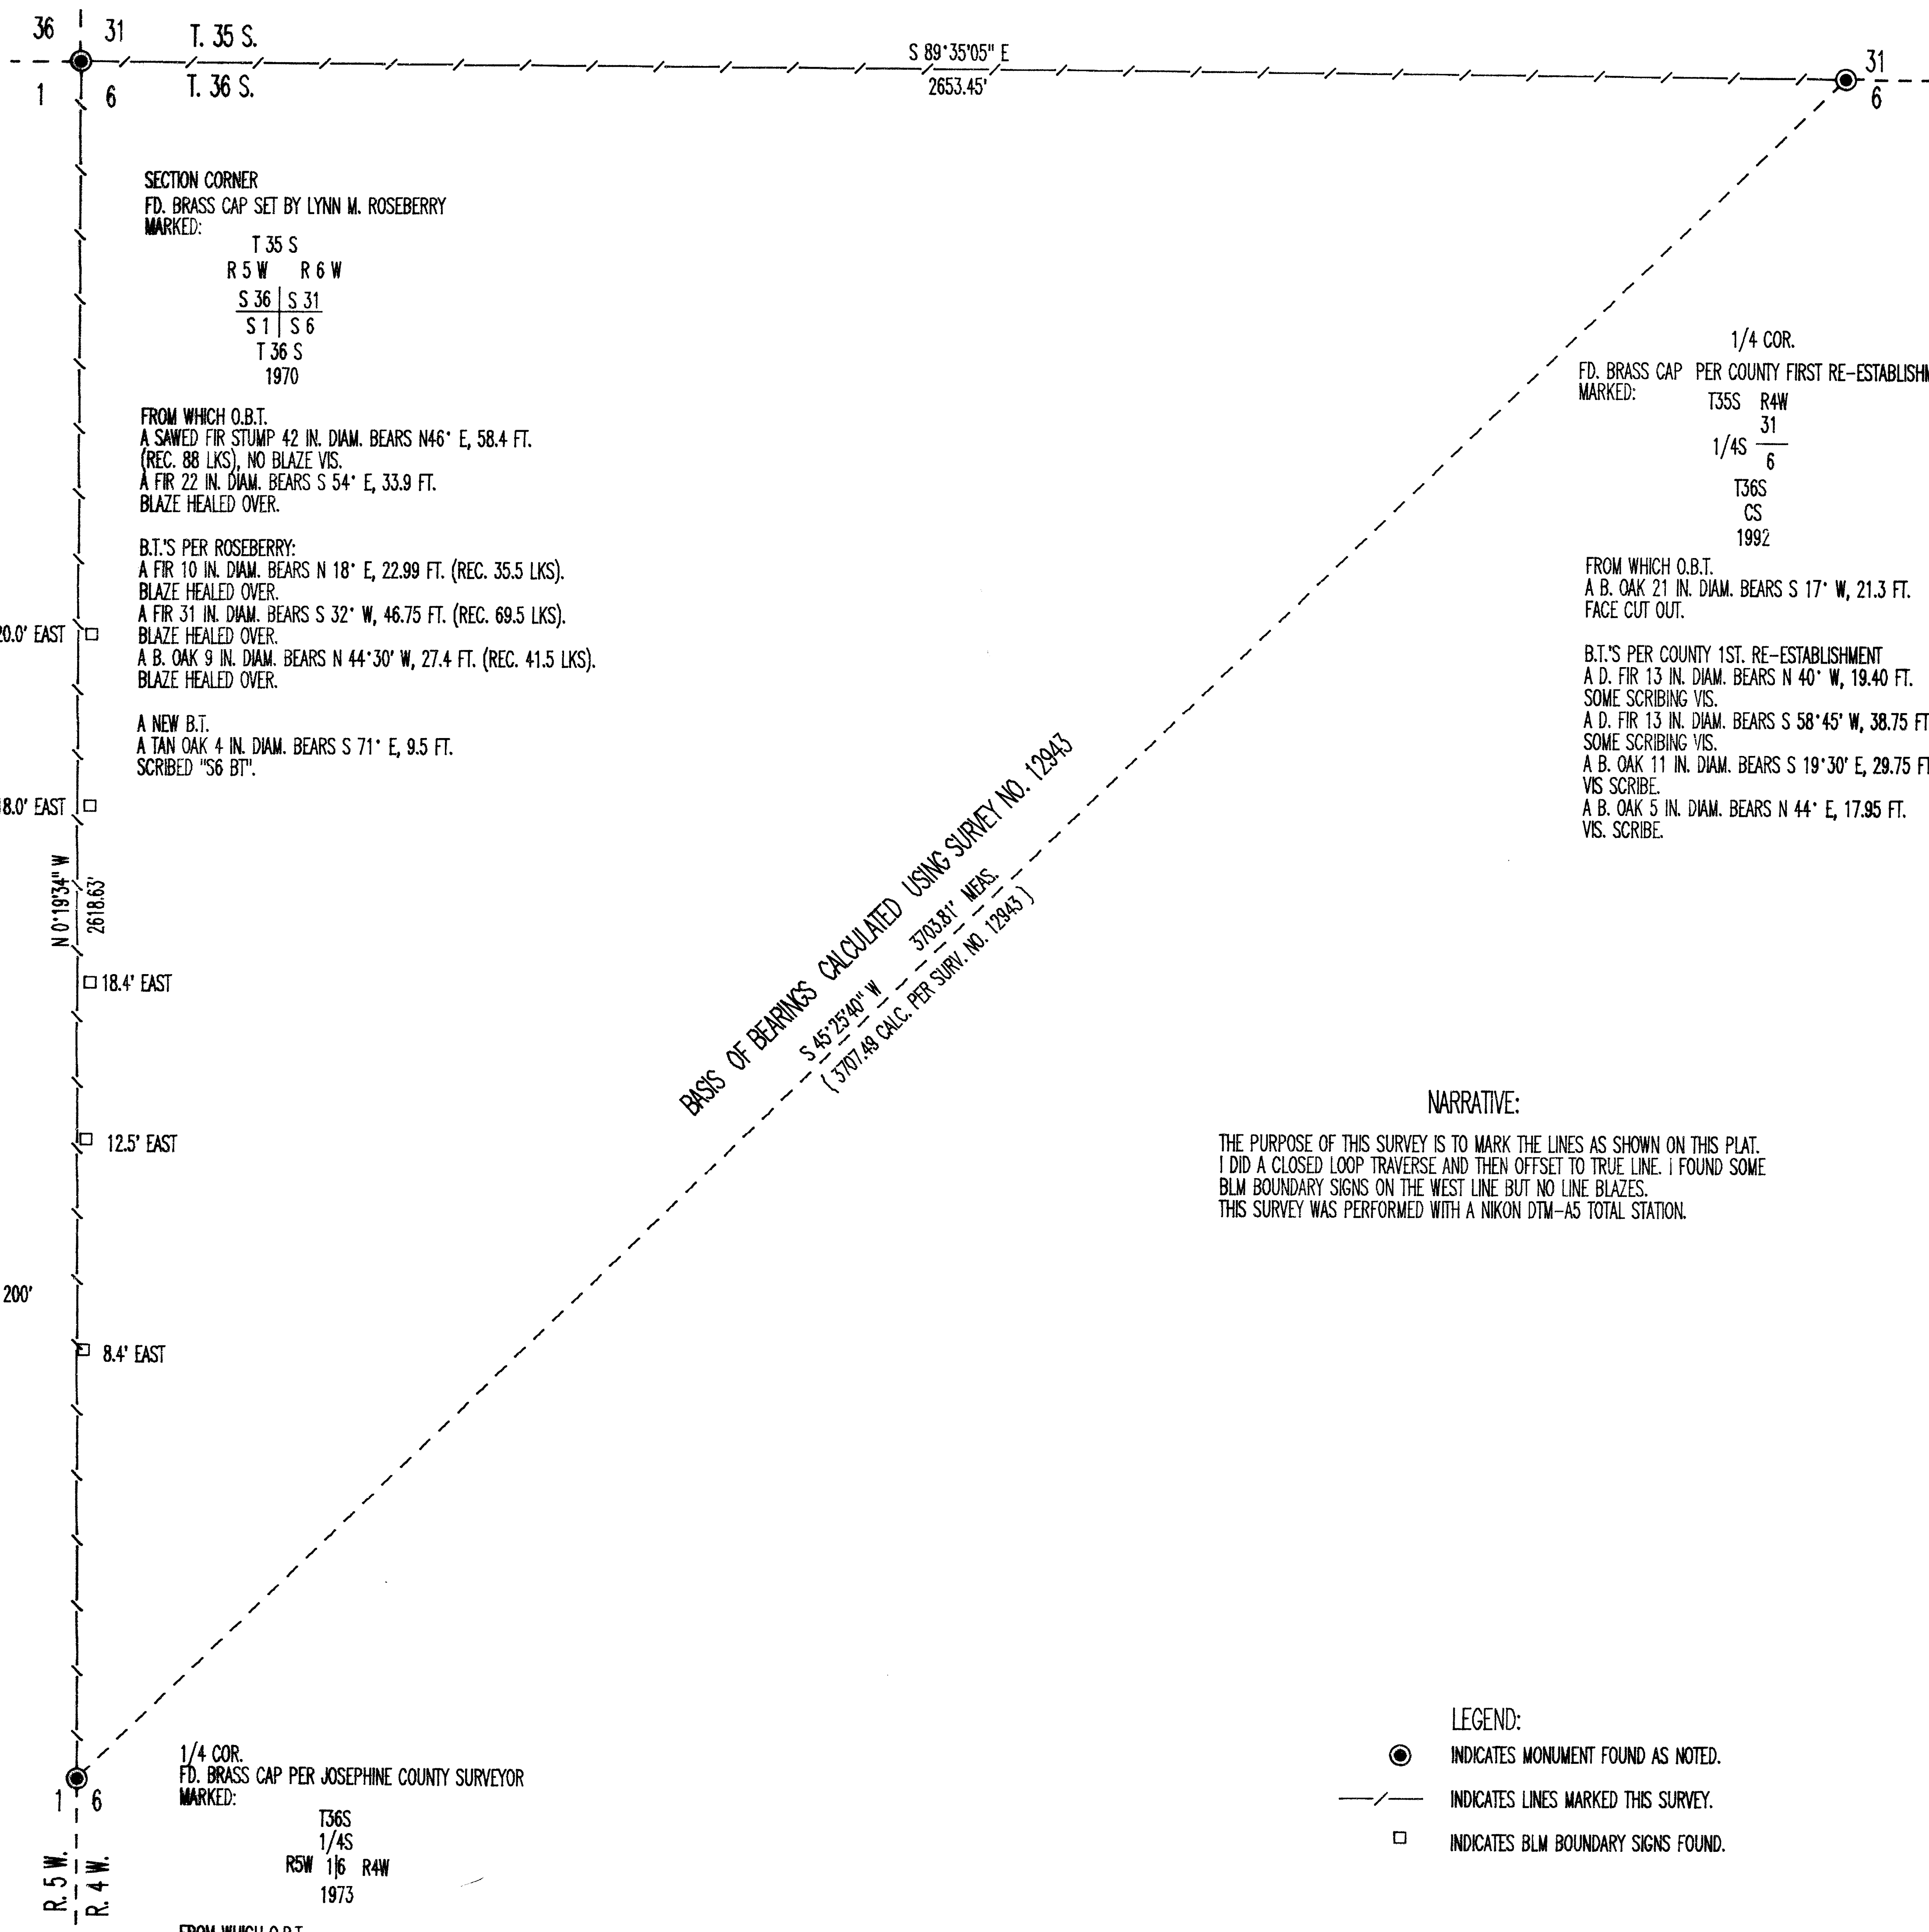 36 31 T. 35 S.
1 6 T. 36 S.
S 89°35'05" E
2653.45'
31
6
SECTION CORNER
FD. BRASS CAP SET BY LYNN M. ROSEBERRY
MARKED:
T 35 S
R 5 W R 6 W
S 36 | S 31
S 1 | S 6
T 36 S
1970
FROM WHICH O.B.T.
A SAWED FIR STUMP 42 IN. DIAM. BEARS N46° E, 58.4 FT.
(REC. 88 LKS), NO BLAZE VIS.
A FIR 22 IN. DIAM. BEARS S 54° E, 33.9 FT.
BLAZE HEALED OVER.
B.T.'S PER ROSEBERRY:
A FIR 10 IN. DIAM. BEARS N 18° E, 22.99 FT. (REC. 35.5 LKS).
BLAZE HEALED OVER.
A FIR 31 IN. DIAM. BEARS S 32° W, 46.75 FT. (REC. 69.5 LKS).
BLAZE HEALED OVER.
A B. OAK 9 IN. DIAM. BEARS N 44°30' W, 27.4 FT. (REC. 41.5 LKS).
BLAZE HEALED OVER.
A NEW B.T.
A TAN OAK 4 IN. DIAM. BEARS S 71° E, 9.5 FT.
SCRIBED "S6 BT".
1/4 COR.
FD. BRASS CAP PER COUNTY FIRST
MARKED:
T35S R4W
31
1/4S
6
T36S
CS
1992
FROM WHICH O.B.T.
A B. OAK 21 IN. DIAM. BEARS S 17° W, 21.3 FT.
FACE CUT OUT.
B.T.'S PER COUNTY 1ST. RE-ESTABLISHMENT
A D. FIR 13 IN. DIAM. BEARS N 40° W, 19.40 FT.
SOME SCRIBING VIS.
A D. FIR 13 IN. DIAM. BEARS S 58°45' W, 38.75 FT
SOME SCRIBING VIS.
A B. OAK 11 IN. DIAM. BEARS S 19°30' E, 29.75 FT
VIS SCRIBE.
A B. OAK 5 IN. DIAM. BEARS N 44° E, 17.95 FT.
VIS. SCRIBE.
EAST
EAST
N 0°19'34" W
2618.63'
18.4' EAST
12.5' EAST
200'
8.4' EAST
BASIS OF BEARINGS CALCULATED USING SURVEY NO. 12943
S 45°25'40" W 3703.81' MEAS.
( 3707.49 CALC. PER SURV. NO. 12943 )
NARRATIVE:
THE PURPOSE OF THIS SURVEY IS TO MARK THE LINES AS SHOWN ON THIS PLAT.
I DID A CLOSED LOOP TRAVERSE AND THEN OFFSET TO TRUE LINE. I FOUND SOME
BLM BOUNDARY SIGNS ON THE WEST LINE BUT NO LINE BLAZES.
THIS SURVEY WAS PERFORMED WITH A NIKON DTM-A5 TOTAL STATION.
LEGEND:
INDICATES MONUMENT FOUND AS NOTED.
INDICATES LINES MARKED THIS SURVEY.
INDICATES BLM BOUNDARY SIGNS FOUND.
1 6
R. 5 W.
R. 4 W.
1/4 COR.
FD. BRASS CAP PER JOSEPHINE COUNTY SURVEYOR
MARKED:
T36S
1/4S
R5W 1|6 R4W
1973
FROM WHICH O.B.T.